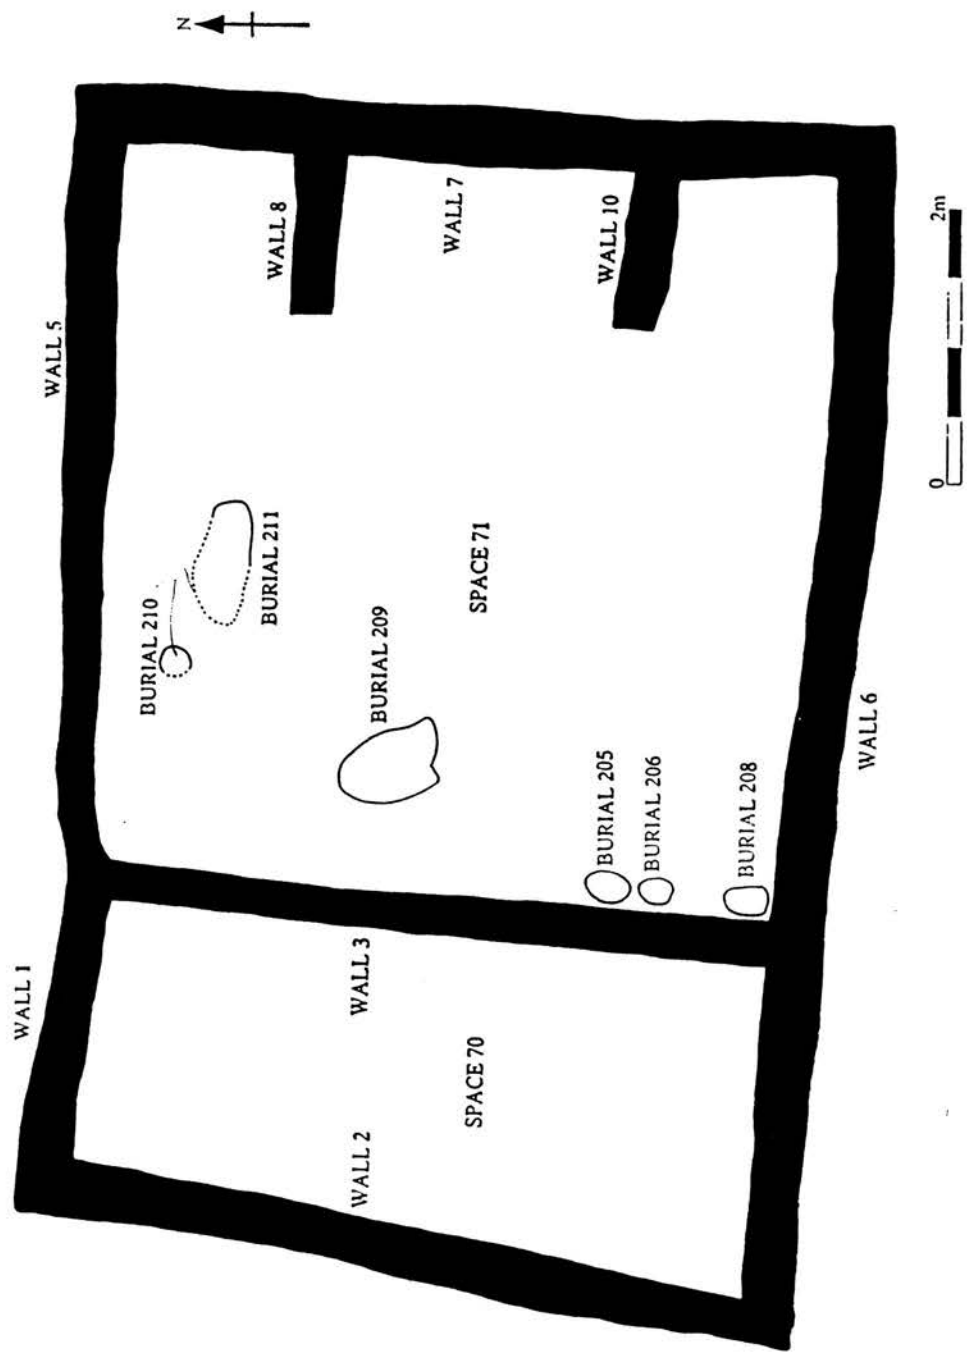 N
WALL 1
WALL 5
WALL 8
WALL 7
WALL 10
BURIAL 210
BURIAL 211
BURIAL 209
SPACE 71
WALL 2
WALL 3
SPACE 70
BURIAL 205
BURIAL 206
BURIAL 208
WALL 6
0
2m